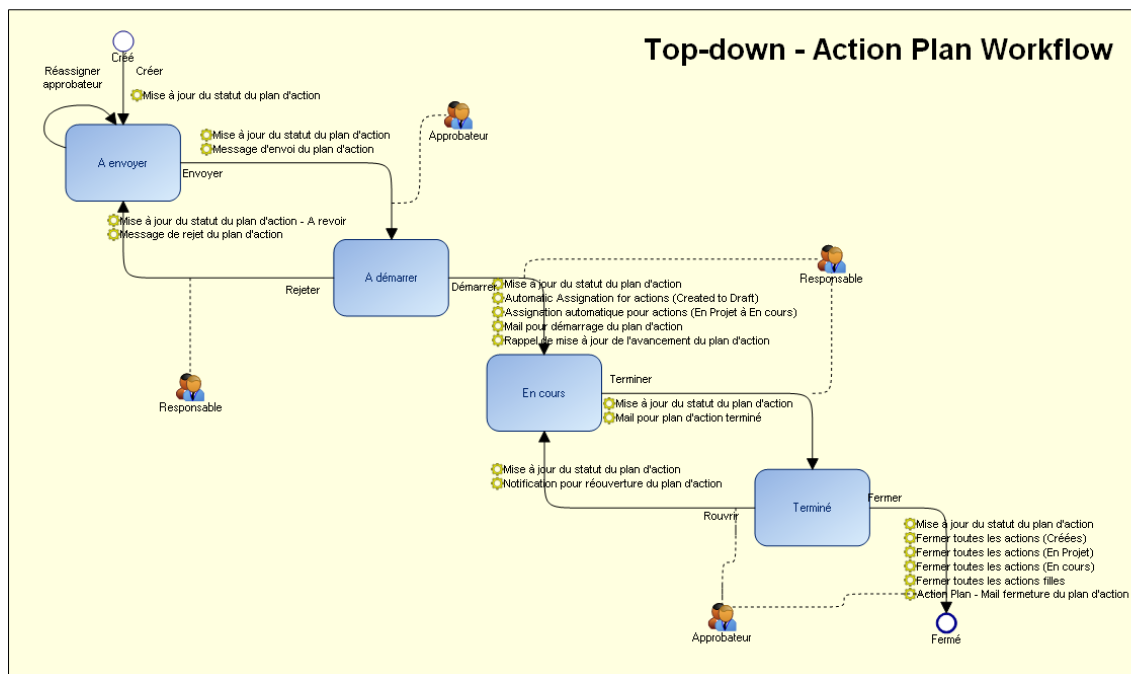 Top-down - Action Plan Workflow
Créé
Créer
Réassigner
approbateur
Mise à jour du statut du plan d'action
A envoyer
Mise à jour du statut du plan d'action
Message d'envoi du plan d'action
Envoyer
Approbateur
Mise à jour du statut du plan d'action - A revoir
Message de rejet du plan d'action
Rejeter
A démarrer
Démarrer
Responsable
Mise à jour du statut du plan d'action
Automatic Assignation for actions (Created to Draft)
Assignation automatique pour actions (En Projet à En cours)
Mail pour démarrage du plan d'action
Rappel de mise à jour de l'avancement du plan d'action
Responsable
En cours
Terminer
Mise à jour du statut du plan d'action
Mail pour plan d'action terminé
Mise à jour du statut du plan d'action
Notification pour réouverture du plan d'action
Rouvrir
Terminé
Fermer
Mise à jour du statut du plan d'action
Fermer toutes les actions (Créées)
Fermer toutes les actions (En Projet)
Fermer toutes les actions (En cours)
Fermer toutes les actions filles
Action Plan - Mail fermeture du plan d'action
Approbateur
Fermé